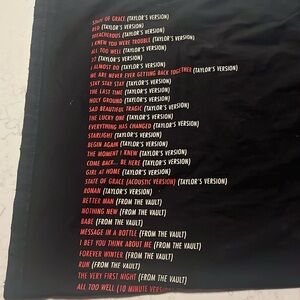 STATE OF GRACE (TAYLOR'S VERSION)
RED (TAYLOR'S VERSION)
TREACHEROUS (TAYLOR'S VERSION)
I KNEW YOU WERE TROUBLE (TAYLOR'S VERSION)
ALL TOO WELL (TAYLOR'S VERSION)
22 (TAYLOR'S VERSION)
I ALMOST DO (TAYLOR'S VERSION)
WE ARE NEVER EVER GETTING BACK TOGETHER (TAYLOR'S VERSION)
STAY STAY STAY (TAYLOR'S VERSION)
THE LAST TIME (TAYLOR'S VERSION)
HOLY GROUND (TAYLOR'S VERSION)
SAD BEAUTIFUL TRAGIC (TAYLOR'S VERSION)
THE LUCKY ONE (TAYLOR'S VERSION)
EVERYTHING HAS CHANGED (TAYLOR'S VERSION)
STARLIGHT (TAYLOR'S VERSION)
BEGIN AGAIN (TAYLOR'S VERSION)
THE MOMENT I KNEW (TAYLOR'S VERSION)
COME BACK... BE HERE (TAYLOR'S VERSION)
GIRL AT HOME (TAYLOR'S VERSION)
STATE OF GRACE (ACOUSTIC VERSION) (TAYLOR'S VERSION)
RONAN (TAYLOR'S VERSION)
BETTER MAN (FROM THE VAULT)
NOTHING NEW (FROM THE VAULT)
BABE (FROM THE VAULT)
MESSAGE IN A BOTTLE (FROM THE VAULT)
I BET YOU THINK ABOUT ME (FROM THE VAULT)
FOREVER WINTER (FROM THE VAULT)
RUN (FROM THE VAULT)
THE VERY FIRST NIGHT (FROM THE VAULT)
ALL TOO WELL (10 MINUTE VERSION)